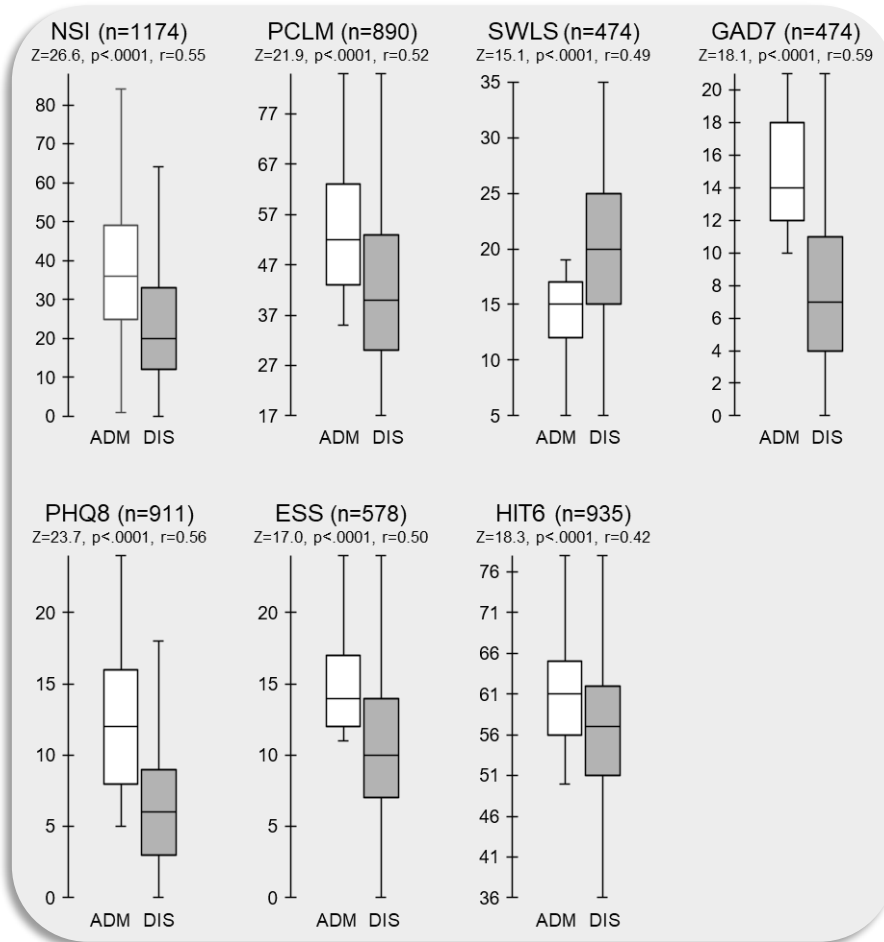 NSI (n=1174)
Z=26.6, p<.0001, r=0.55
80
70
60
50
40
30
20
10
0
ADM DIS
PCLM (n=890)
Z=21.9, p<.0001, r=0.52
77
67
57
47
37
27
17
ADM DIS
SWLS (n=474)
Z=15.1, p<.0001, r=0.49
35
30
25
20
15
10
5
ADM DIS
GAD7 (n=474)
Z=18.1, p<.0001, r=0.59
20
18
16
14
12
10
8
6
4
2
0
ADM DIS
PHQ8 (n=911)
Z=23.7, p<.0001, r=0.56
20
15
10
5
0
ADM DIS
ESS (n=578)
Z=17.0, p<.0001, r=0.50
20
15
10
5
0
ADM DIS
HIT6 (n=935)
Z=18.3, p<.0001, r=0.42
76
71
66
61
56
51
46
41
36
ADM DIS